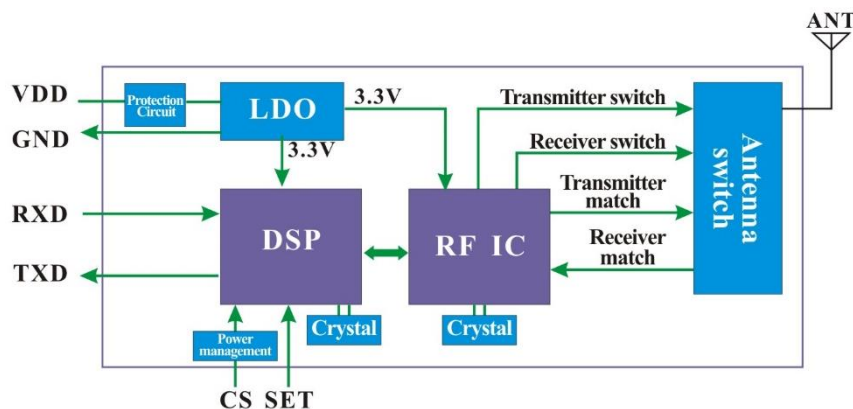 ANT
VDD
Protection
Circuit
LDO
3.3V
Transmitter switch
GND
3.3V
Receiver switch
Antenna
switch
Transmitter
match
RXD
DSP
RF IC
Receiver
match
TXD
Crystal
Crystal
Power
management
CS SET